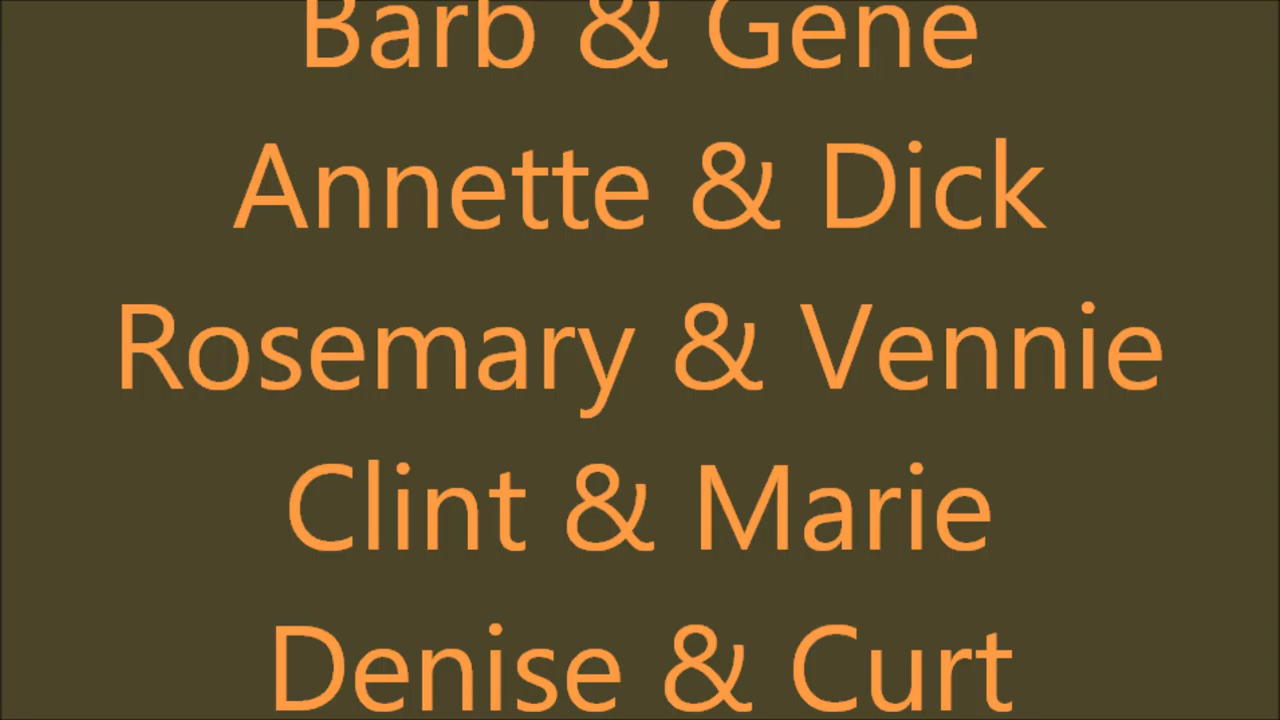 Barb & Gene
Annette & Dick
Rosemary & Vennie
Clint & Marie
Denise & Curt